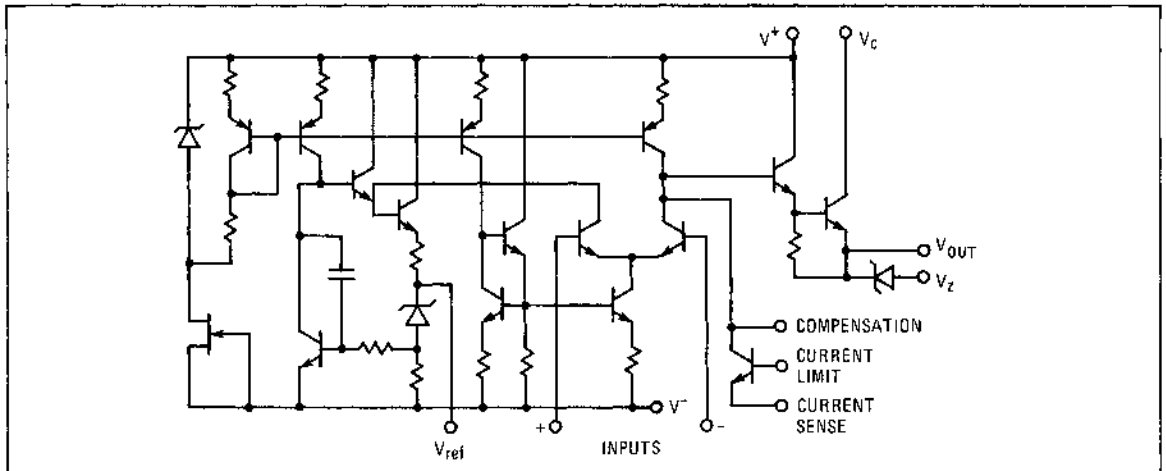 V+
Vc
VOUT
Vz
COMPENSATION
CURRENT
LIMIT
CURRENT
SENSE
V-
Vref
+
INPUTS
-